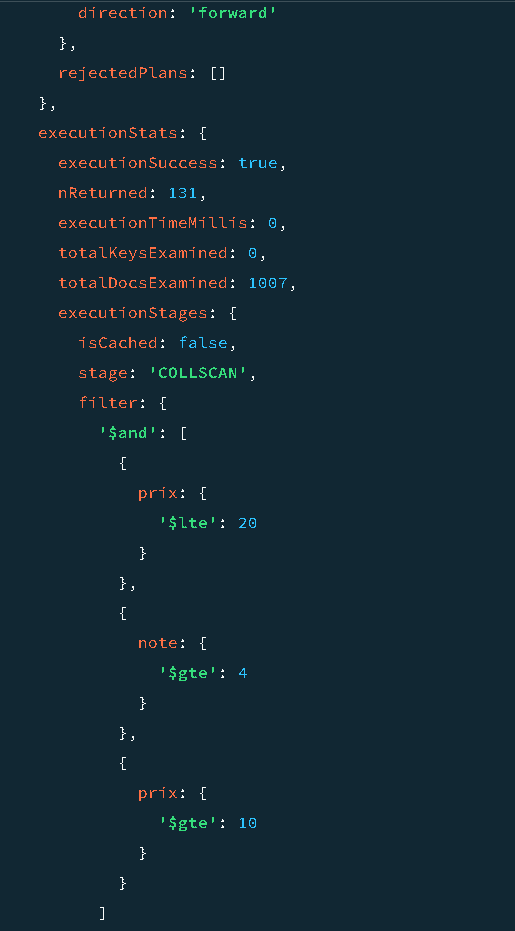 direction: 'forward'
},
rejectedPlans: []
},
executionStats: {
executionSuccess: true,
nReturned: 131,
executionTimeMillis: 0,
totalKeysExamined: 0,
totalDocsExamined: 1007,
executionStages: {
isCached: false,
stage: 'COLLSCAN',
filter: {
'$and': [
{
prix: {
'$lte': 20
}
},
{
note: {
'$gte': 4
}
},
{
prix: {
'$gte': 10
}
}
]